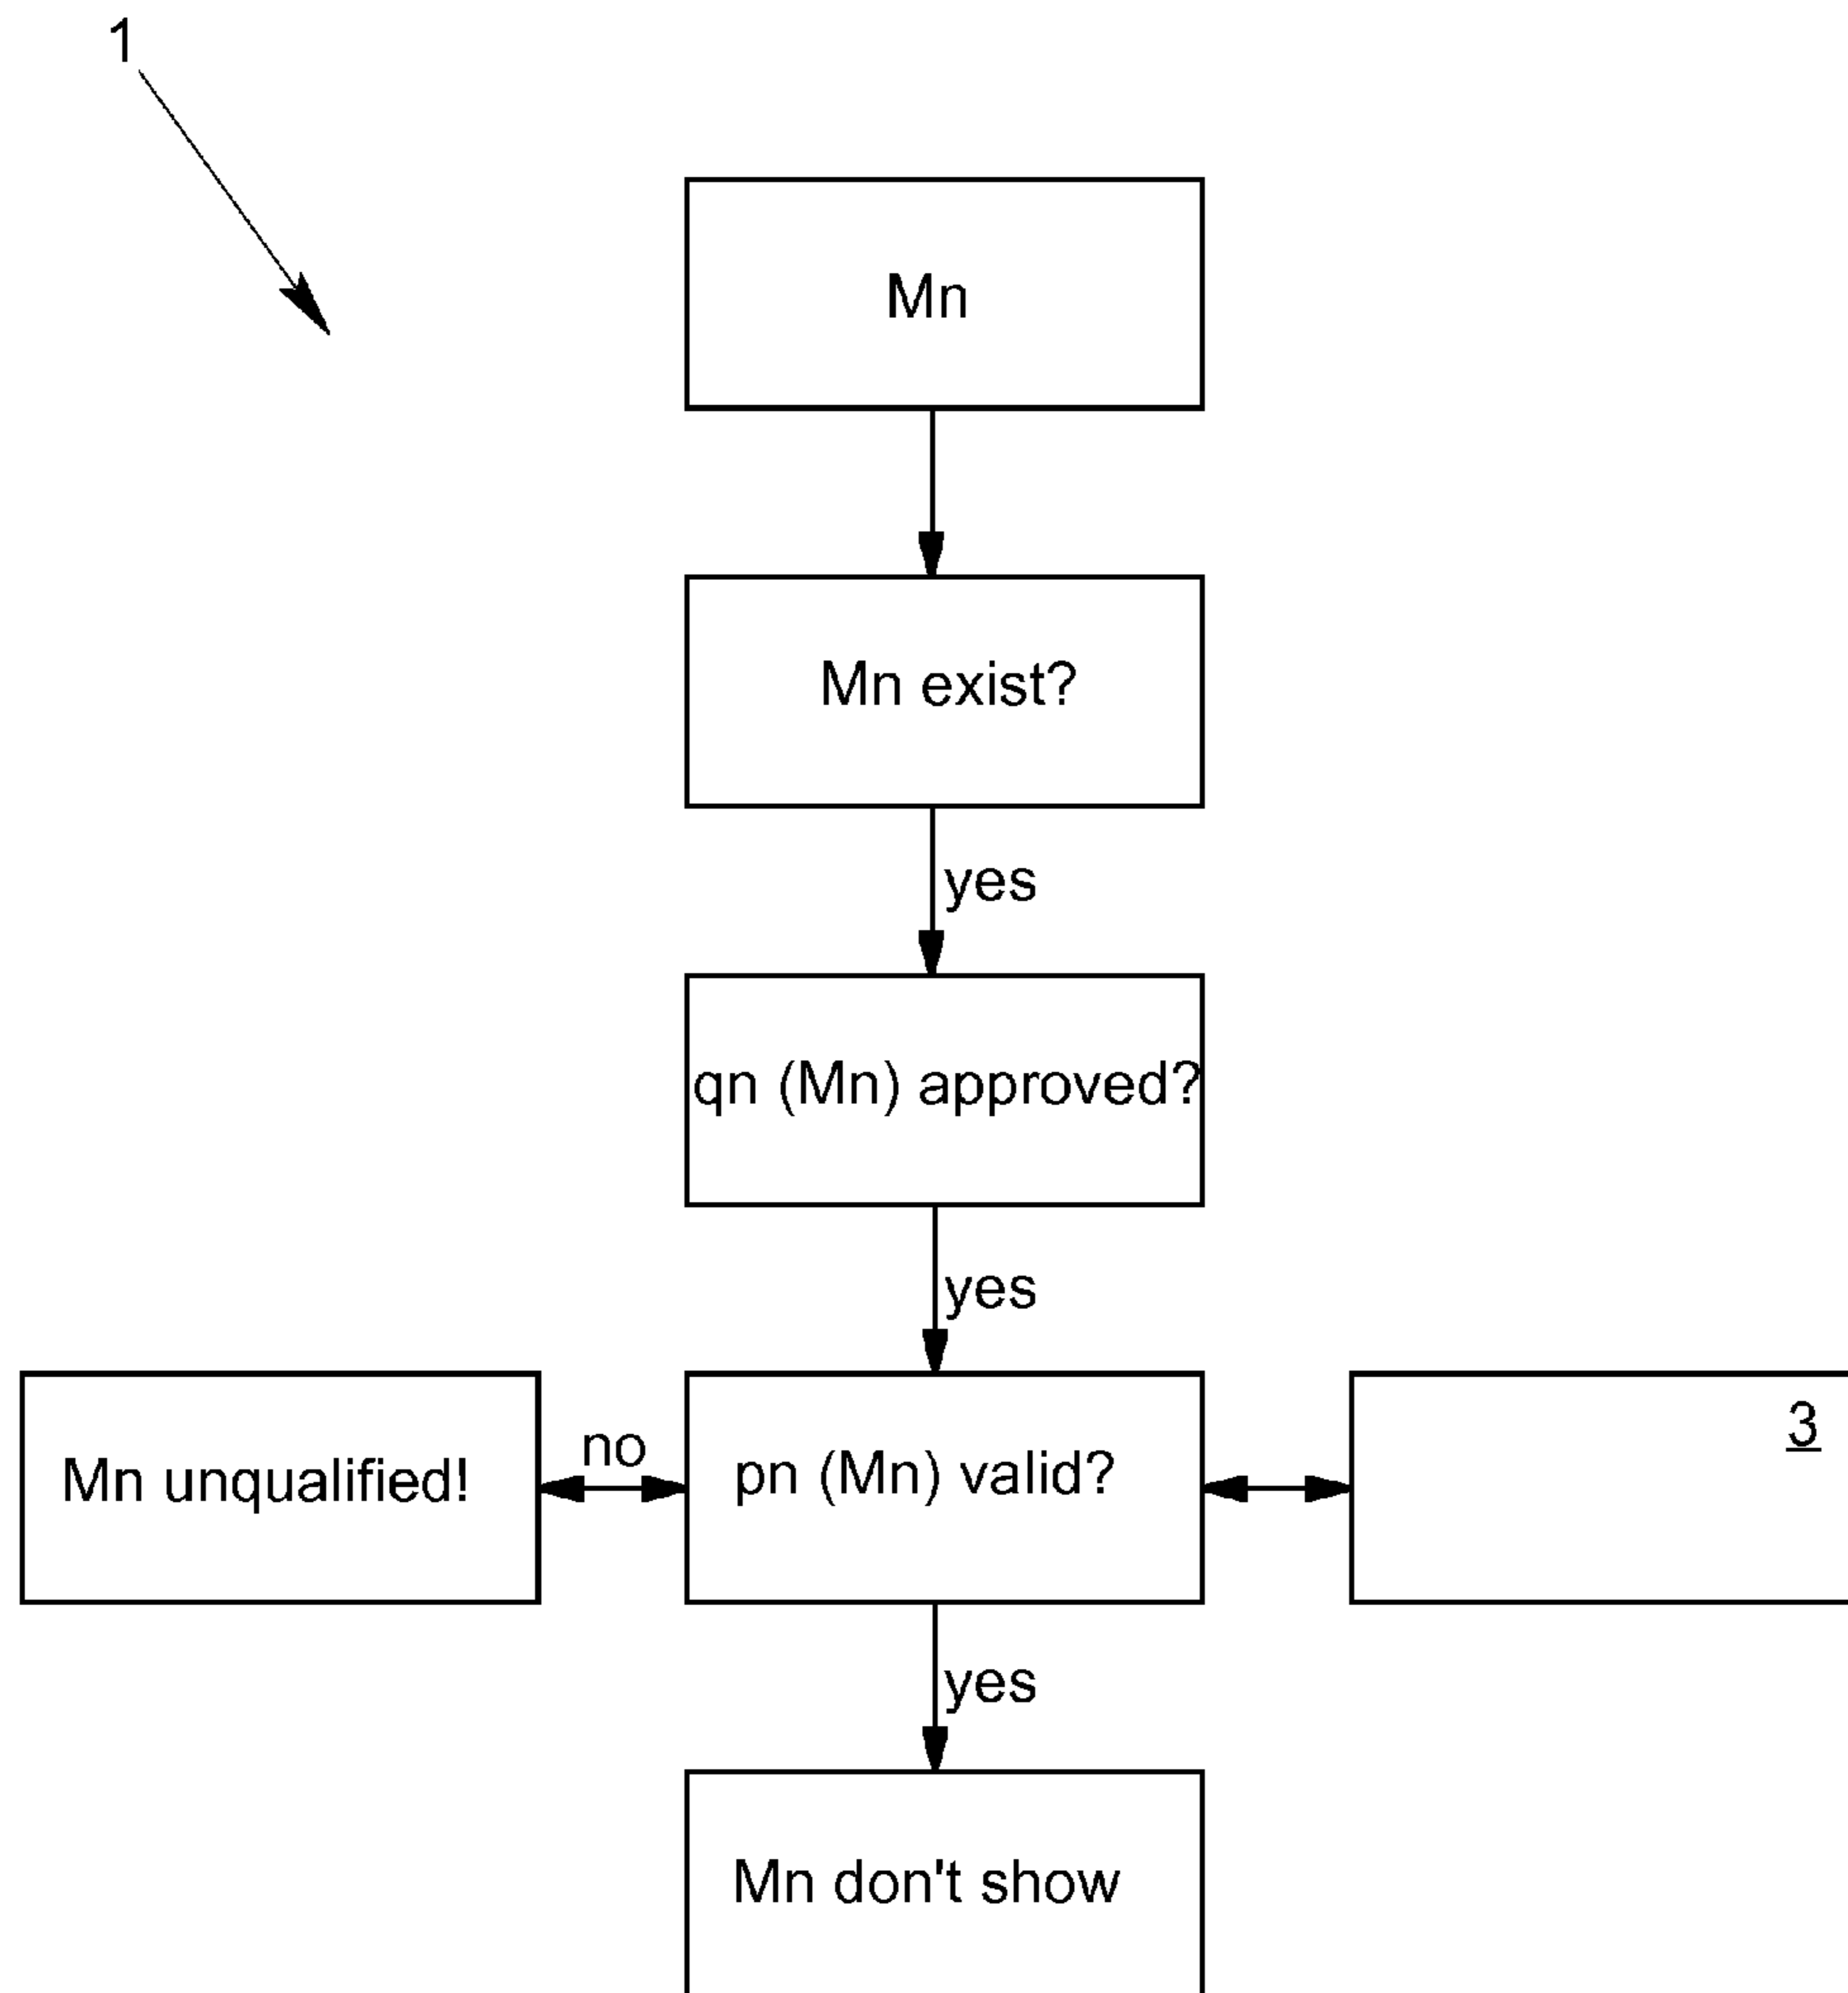 1
Mn
Mn exist?
yes
qn (Mn) approved?
yes
Mn unqualified!
no
pn (Mn) valid?
3
yes
Mn don't show